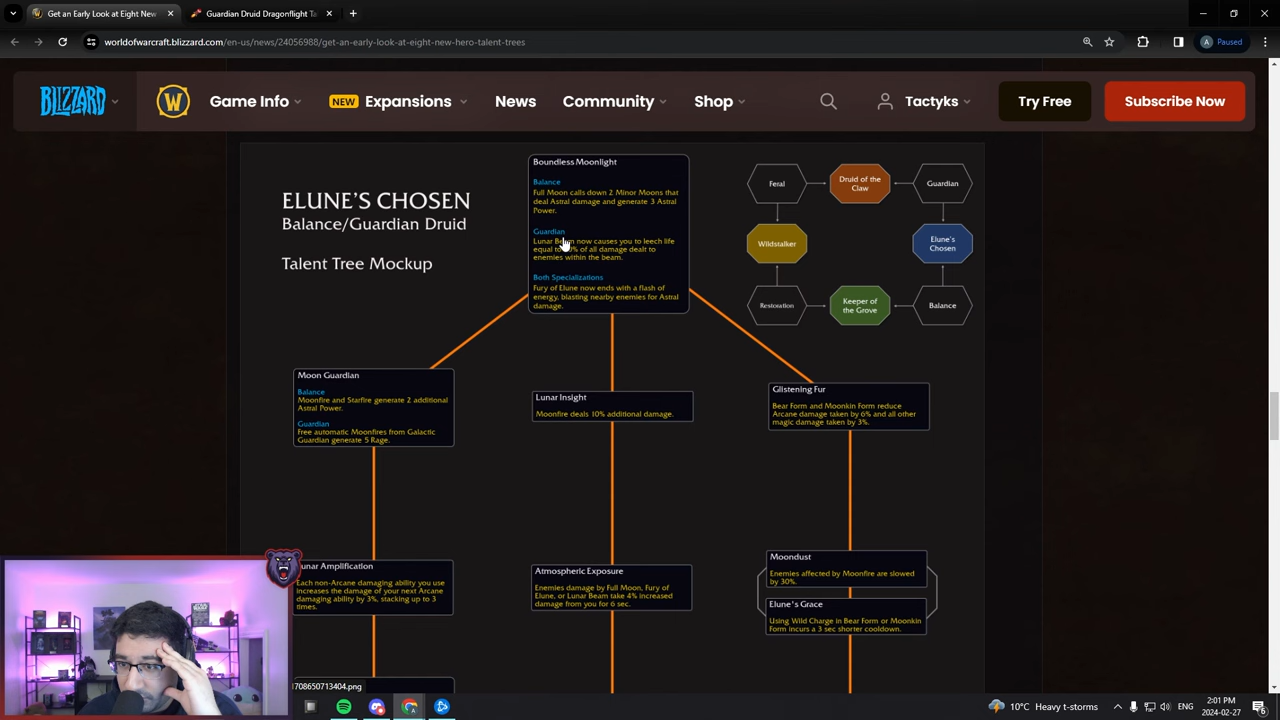 Get an Early Look at Eight New
Guardian Druid Dragonflight Ta
worldofwarcraft.blizzard.com/en-us/news/24056988/get-an-early-look-at-eight-new-hero-talent-trees
A
Paused
BLIZZARD
W
Game Info
NEW
Expansions
News
Community
Shop
Tactyks
Try Free
Subscribe Now
ELUNE'S CHOSEN
Balance/Guardian Druid
Talent Tree Mockup
Boundless Moonlight
Balance
Full Moon calls down 2 Minor Moons that
deal Astral damage and generate 3 Astral
Power.
Guardian
Lunar Beam now causes you to leech life
equal to of all damage dealt to
enemies within the beam.
Both Specializations
Fury of Elune now ends with a flash of
energy, blasting nearby enemies for Astral
damage.
Feral
Druid of the
Claw
Guardian
Wildstalker
Elune's
Chosen
Restoration
Keeper of
the Grove
Balance
Moon Guardian
Balance
Moonfire and Starfire generate 2 additional
Astral Power.
Guardian
Free automatic Moonfires from Galactic
Guardian generate 5 Rage.
Lunar Insight
Moonfire deals 10% additional damage.
Glistening Fur
Bear Form and Moonkin Form reduce
Arcane damage taken by 6% and all other
magic damage taken by 3%.
Lunar Amplification
Each non-Arcane damaging ability you use
increases the damage of your next Arcane
damaging ability by 3%, stacking up to 3
times.
Atmospheric Exposure
Enemies damage by Full Moon, Fury of
Elune, or Lunar Beam take 4% increased
damage from you for 6 sec.
Moondust
Enemies affected by Moonfire are slowed
by 30%.
Elune's Grace
Using Wild Charge in Bear Form or Moonkin
Form incurs a 3 sec shorter cooldown.
1708650713404.png
10°C Heavy t-storms
ENG
2:01 PM
2024-02-27